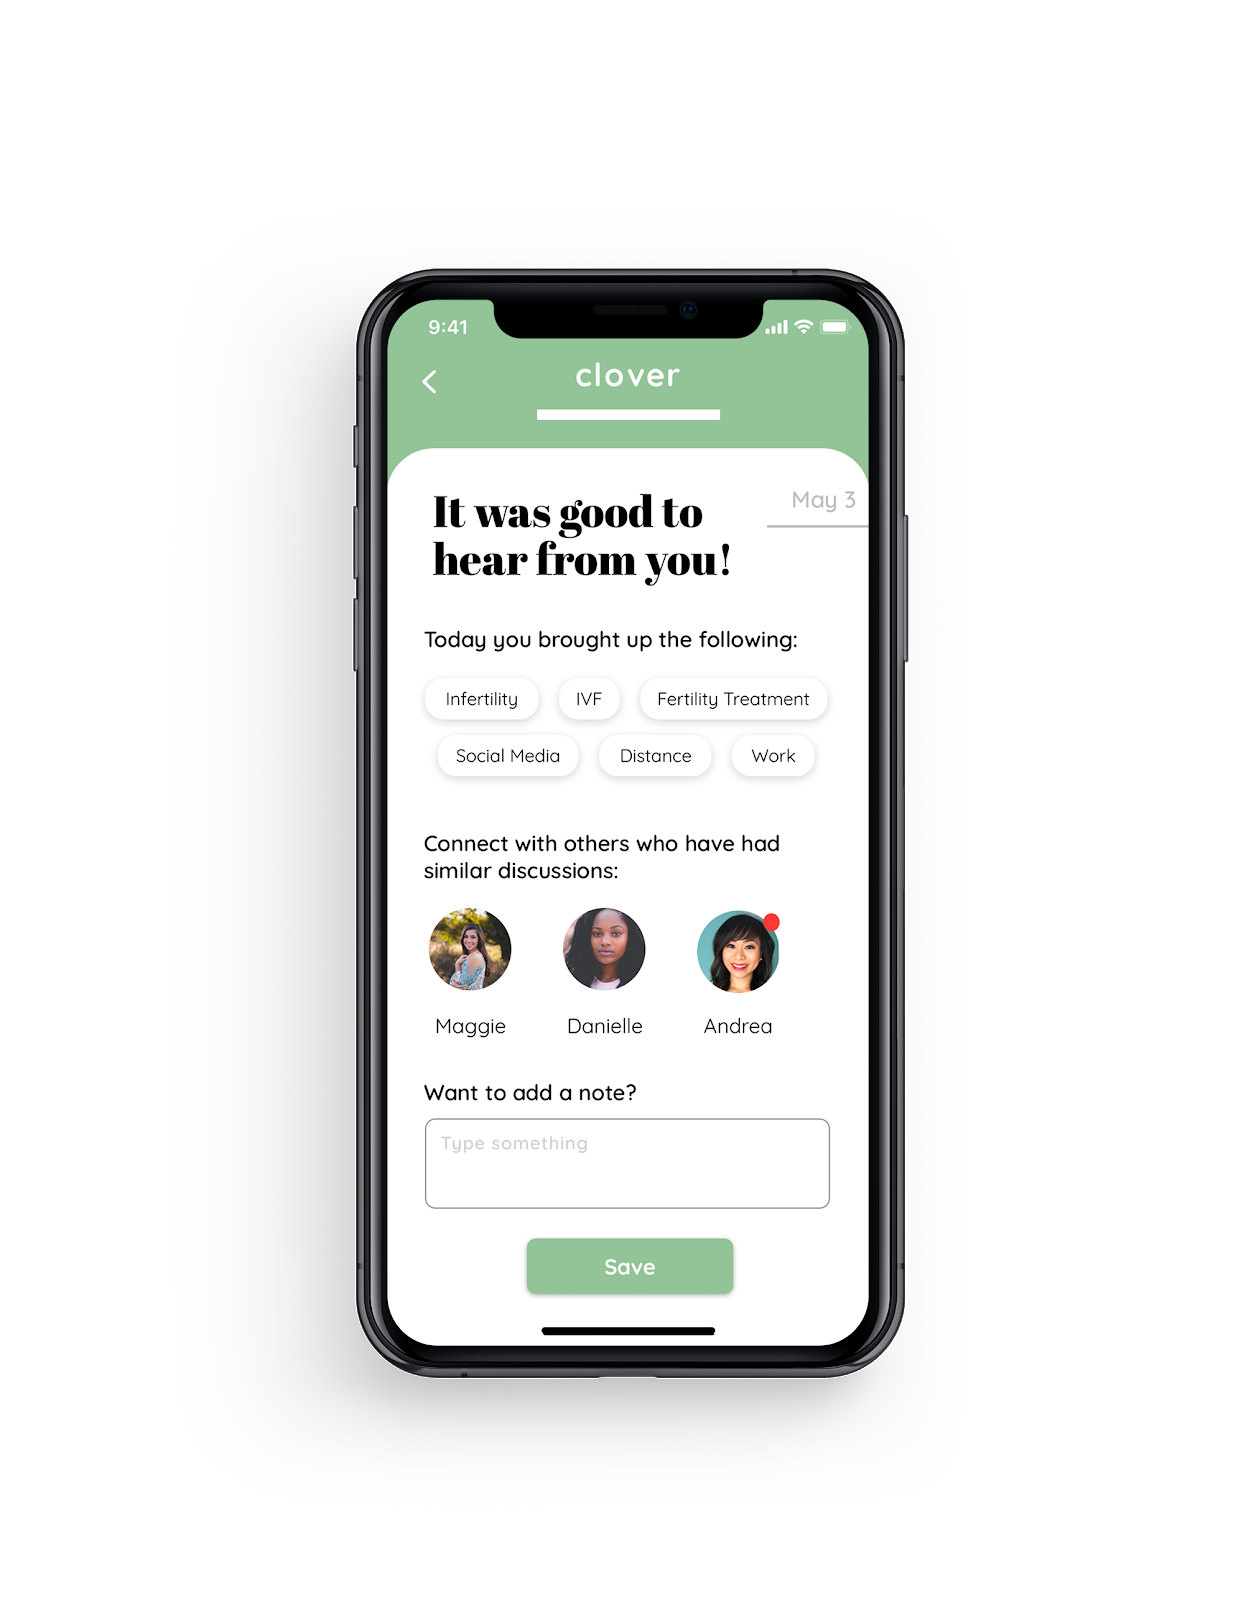 9:41
clover
It was good to
hear from you!
May 3
Today you brought up the following:
Infertility
IVF
Fertility Treatment
Social Media
Distance
Work
Connect with others who have had
similar discussions:
Maggie
Danielle
Andrea
Want to add a note?
Type something
Save